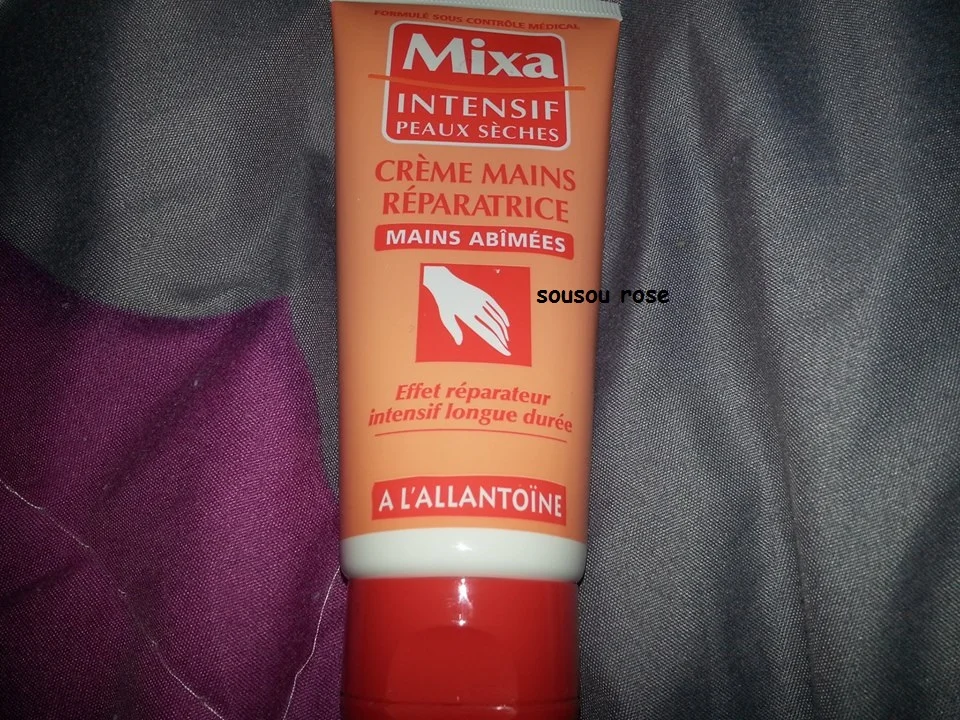 FORMULÉ SOUS CONTRÔLE MÉDICAL
Mixa
INTENSIF
PEAUX SÈCHES
CRÈME MAINS
RÉPARATRICE
MAINS ABÎMÉES
sousou rose
Effet réparateur
intensif longue durée
A L'ALLANTOÏNE